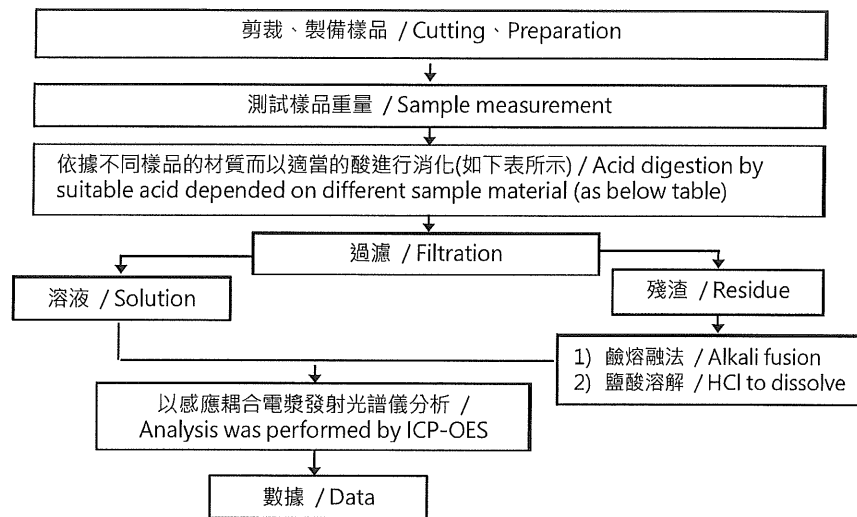 剪裁、製備樣品 / Cutting、Preparation
測試樣品重量 / Sample measurement
依據不同樣品的材質而以適當的酸進行消化(如下表所示) / Acid digestion by
suitable acid depended on different sample material (as below table)
過濾 / Filtration
溶液 / Solution
殘渣 / Residue
1) 鹼熔融法 / Alkali fusion
2) 鹽酸溶解 / HCl to dissolve
以感應耦合電漿發射光譜儀分析 /
Analysis was performed by ICP-OES
數據 / Data